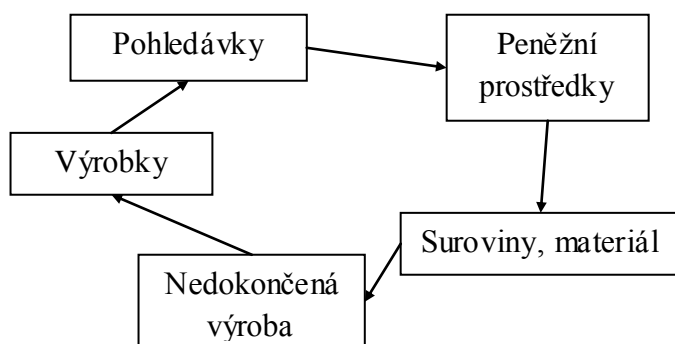 Pohledávky
Peněžní
prostředky
Výrobky
Suroviny, materiál
Nedokončená
výroba